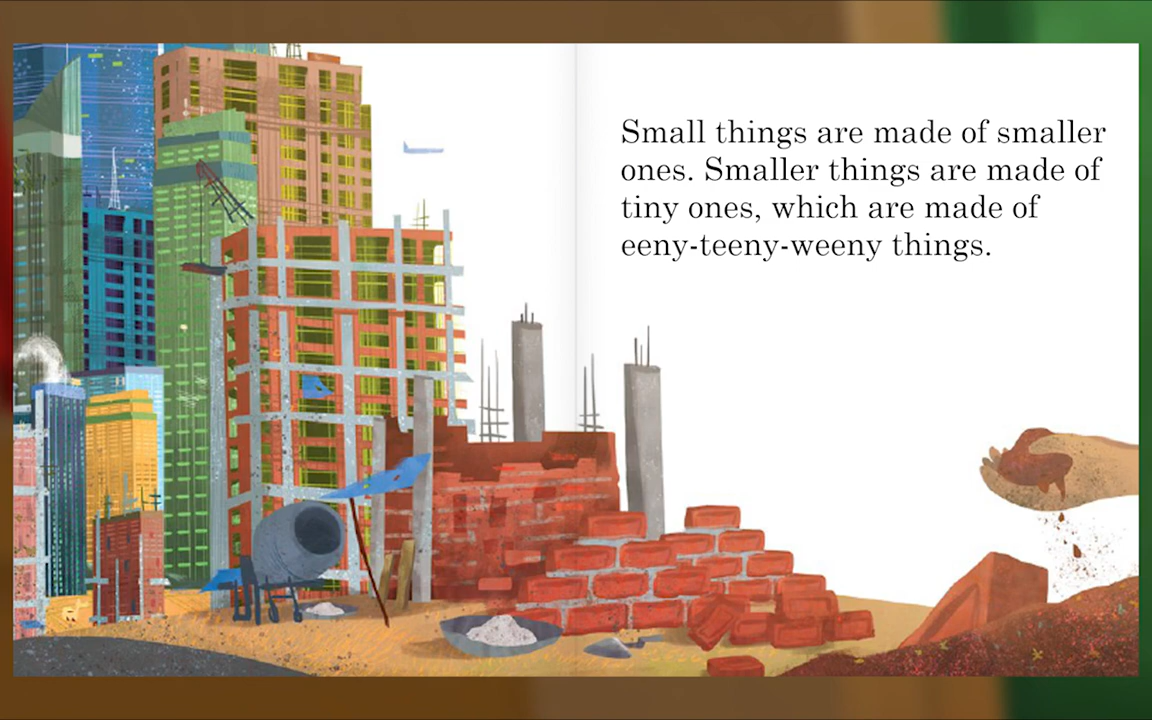 Small things are made of smaller
ones. Smaller things are made of
tiny ones, which are made of
eeny-teeny-weeny things.